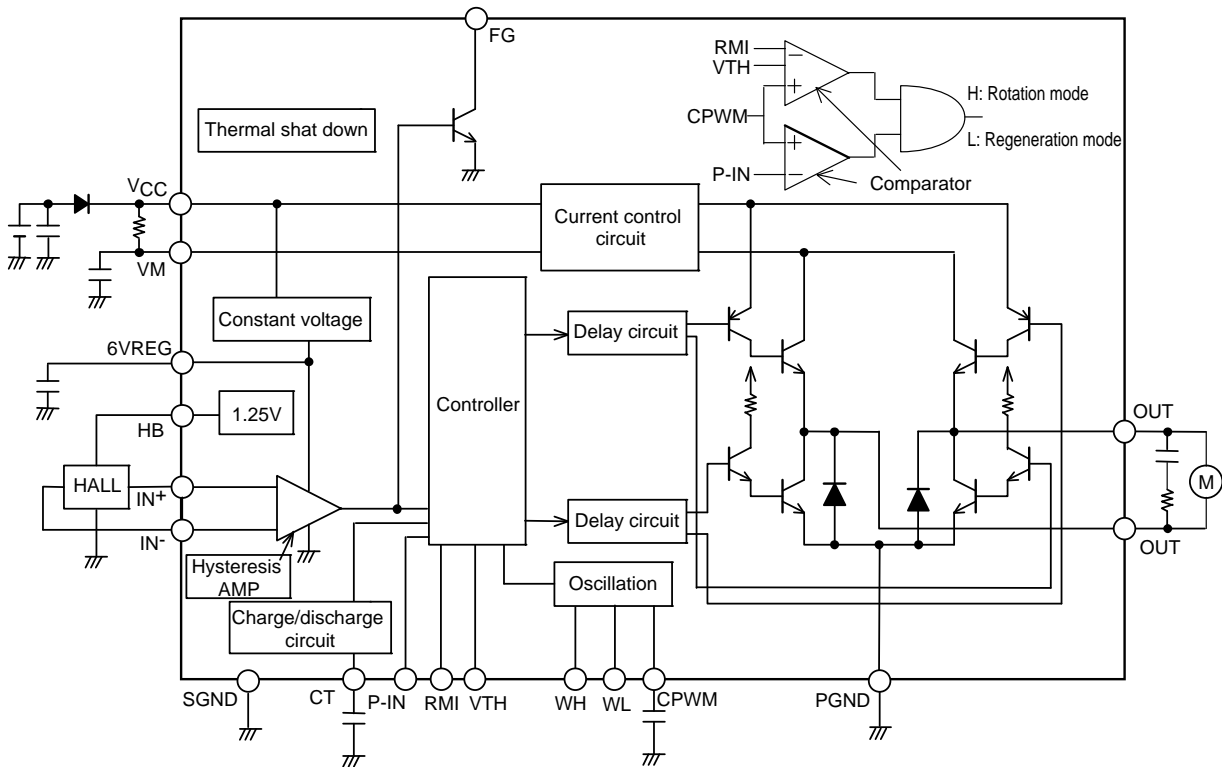 FG
RMI
VTH
CPWM
P-IN
H: Rotation mode
L: Regeneration mode
Comparator
Thermal shat down
VCC
VM
Current control
circuit
Constant voltage
6VREG
1.25V
HB
HALL
IN+
IN-
Hysteresis
AMP
Controller
Delay circuit
Delay circuit
Oscillation
Charge/discharge
circuit
OUT
M
OUT
SGND
CT
P-IN
RMI
VTH
WH
WL
CPWM
PGND